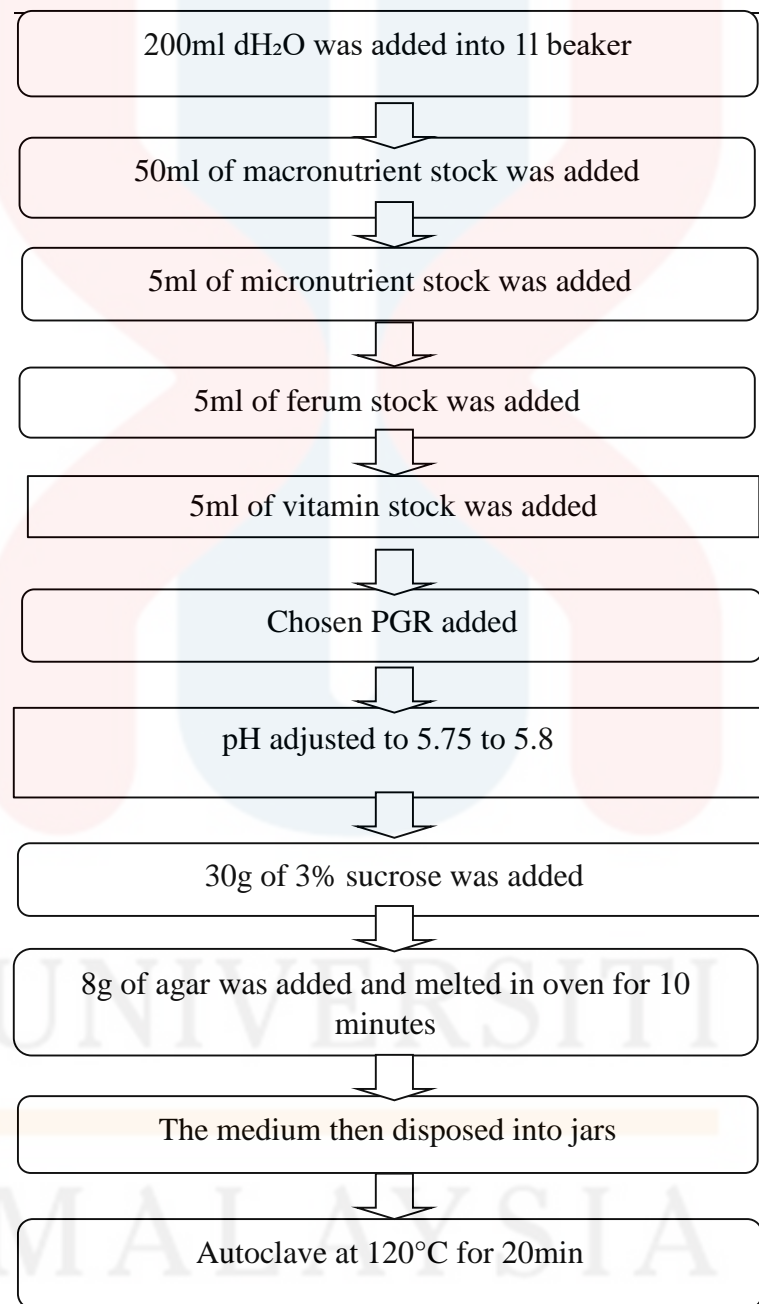 200ml dH₂O was added into 1l beaker
50ml of macronutrient stock was added
5ml of micronutrient stock was added
5ml of ferum stock was added
5ml of vitamin stock was added
Chosen PGR added
pH adjusted to 5.75 to 5.8
30g of 3% sucrose was added
8g of agar was added and melted in oven for 10
minutes
UNIVERSITI
The medium then disposed into jars
MALAYSIA
Autoclave at 120°C for 20min